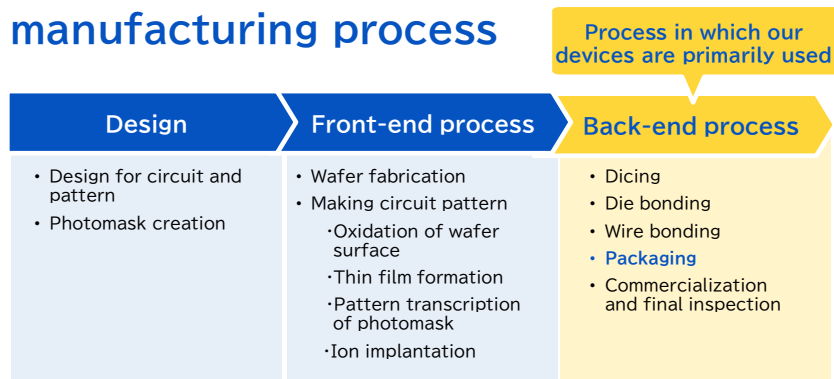 manufacturing process
Process in which our
devices are primarily used
Design
Front-end process
Back-end process
• Design for circuit and
pattern
• Photomask creation
• Wafer fabrication
• Making circuit pattern
・Oxidation of wafer
surface
・Thin film formation
・Pattern transcription
of photomask
・Ion implantation
• Dicing
• Die bonding
• Wire bonding
• Packaging
• Commercialization
and final inspection